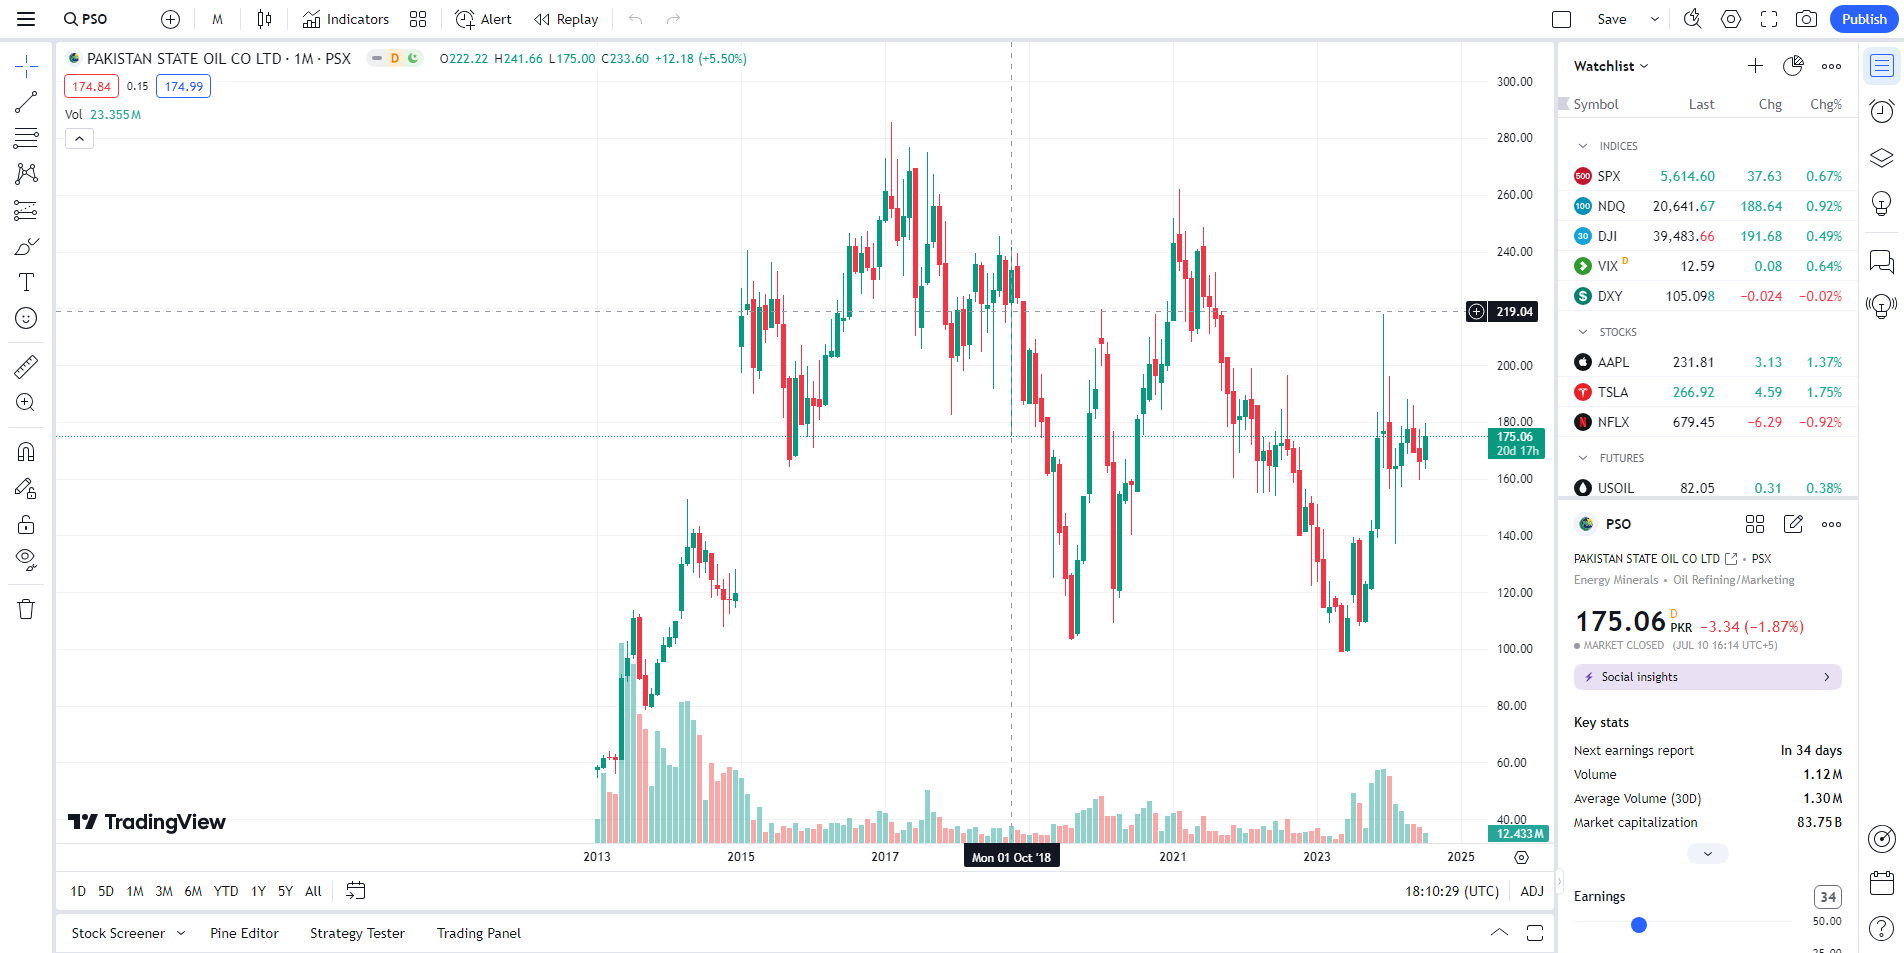 PSO
M
Indicators
Alert
Replay
Save
Publish
PAKISTAN STATE OIL CO LTD · 1M · PSX
D
O222.22 H241.66 L175.00 C233.60 +12.18 (+5.50%)
174.84
0.15
174.99
Vol 23.355M
300.00
280.00
260.00
240.00
219.04
200.00
180.00
175.06
20d 17h
160.00
140.00
120.00
100.00
80.00
60.00
40.00
12.433M
TradingView
2013
2015
2017
Mon 01 Oct '18
2021
2023
2025
1D 5D 1M 3M 6M YTD 1Y 5Y All
18:10:29 (UTC)
ADJ
Stock Screener
Pine Editor
Strategy Tester
Trading Panel
Watchlist
Symbol Last Chg Chg%
INDICES
500 SPX 5,614.60 37.63 0.67%
100 NDQ 20,641.67 188.64 0.92%
30 DJI 39,483.66 191.68 0.49%
VIX D 12.59 0.08 0.64%
S DXY 105.098 −0.024 −0.02%
STOCKS
AAPL 231.81 3.13 1.37%
TSLA 266.92 4.59 1.75%
N NFLX 679.45 −6.29 −0.92%
FUTURES
USOIL 82.05 0.31 0.38%
PSO
PAKISTAN STATE OIL CO LTD • PSX
Energy Minerals • Oil Refining/Marketing
175.06 D PKR −3.34 (−1.87%)
MARKET CLOSED (JUL 10 16:14 UTC+5)
Social insights
Key stats
Next earnings report In 34 days
Volume 1.12M
Average Volume (30D) 1.30M
Market capitalization 83.75B
Earnings 34
50.00